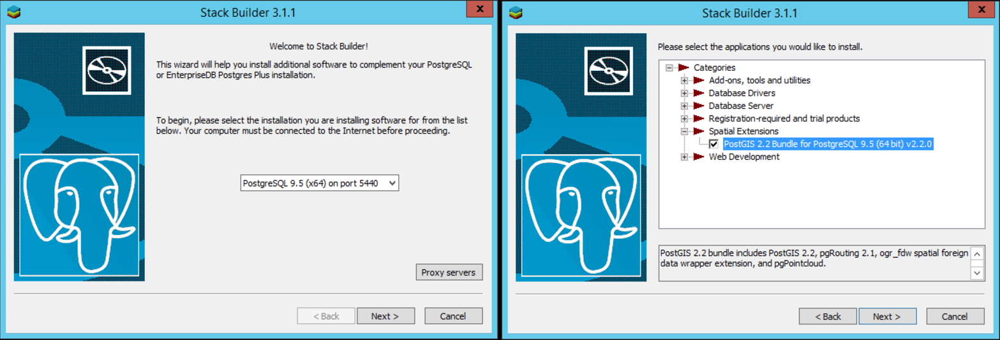 Stack Builder 3.1.1
Welcome to Stack Builder!
This wizard will help you install additional software to complement your PostgreSQL
or EnterpriseDB Postgres Plus installation.
To begin, please select the installation you are installing software for from the list
below. Your computer must be connected to the Internet before proceeding.
PostgreSQL 9.5 (x64) on port 5440
Proxy servers
< Back
Next >
Cancel
Stack Builder 3.1.1
Please select the applications you would like to install.
Categories
Add-ons, tools and utilities
Database Drivers
Database Server
Registration-required and trial products
Spatial Extensions
PostGIS 2.2 Bundle for PostgreSQL 9.5 (64 bit) v2.2.0
Web Development
PostGIS 2.2 bundle includes PostGIS 2.2, pgRouting 2.1, ogr_fdw spatial foreign
data wrapper extension, and pgPointcloud.
< Back
Next >
Cancel